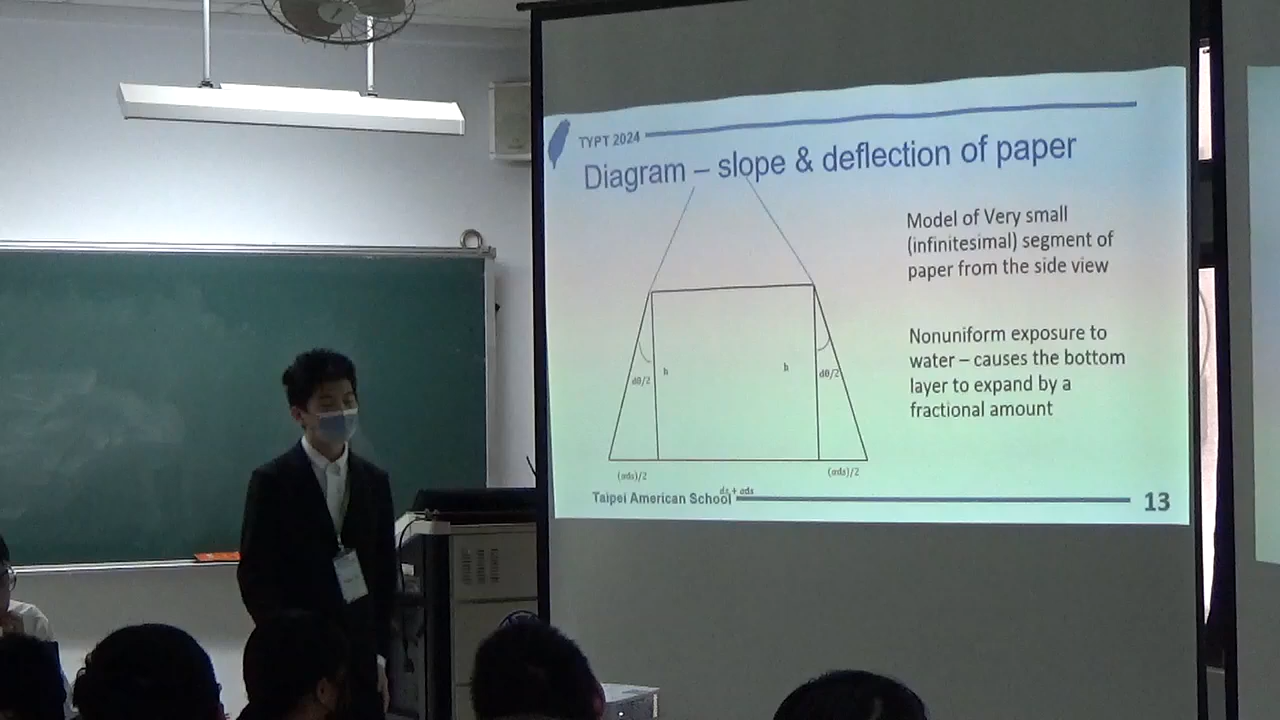 TYPT 2024
Diagram – slope & deflection of paper
Model of Very small
(infinitesimal) segment of
paper from the side view
Nonuniform exposure to
water – causes the bottom
layer to expand by a
fractional amount
dθ/2
h
h
dθ/2
(αds)/2
(αds)/2
ds + αds
Taipei American School
13